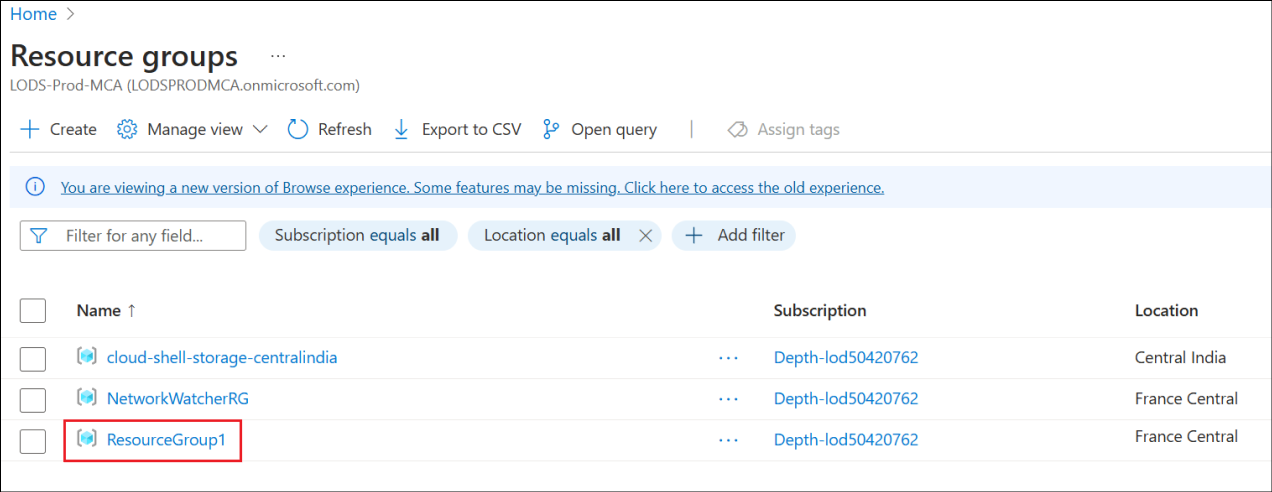 Home >
Resource groups ...
LODS-Prod-MCA (LODSPRODMCA.onmicrosoft.com)
+ Create Manage view Refresh Export to CSV Open query | Assign tags
You are viewing a new version of Browse experience. Some features may be missing. Click here to access the old experience.
Filter for any field... Subscription equals all Location equals all × + Add filter
Name ↑ Subscription Location
cloud-shell-storage-centralindia ... Depth-lod50420762 Central India
NetworkWatcherRG ... Depth-lod50420762 France Central
ResourceGroup1 ... Depth-lod50420762 France Central